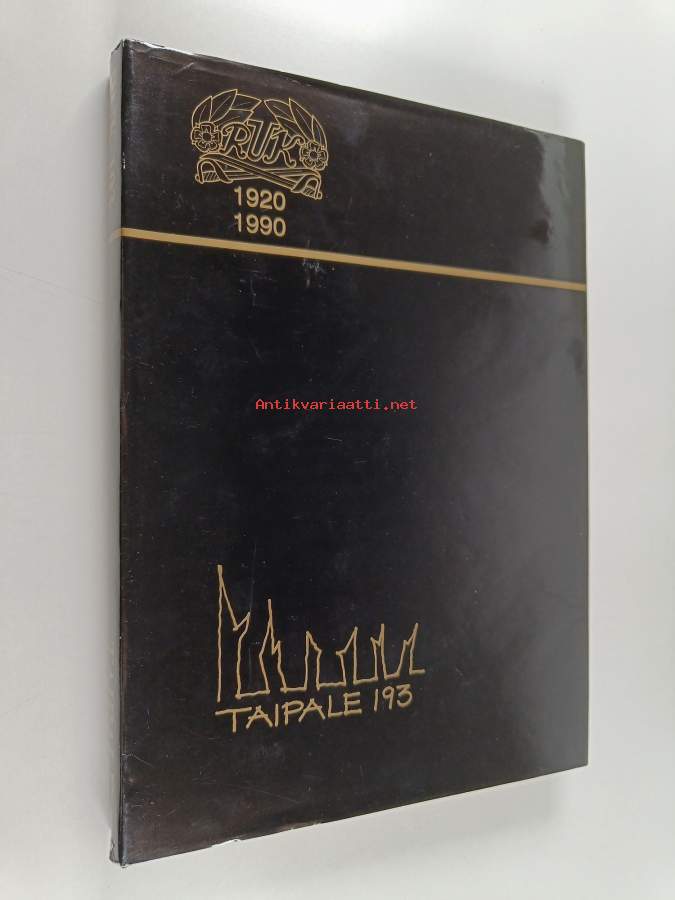 RUK
1920
1990
Antikvariaatti.net
TAIPALE 193